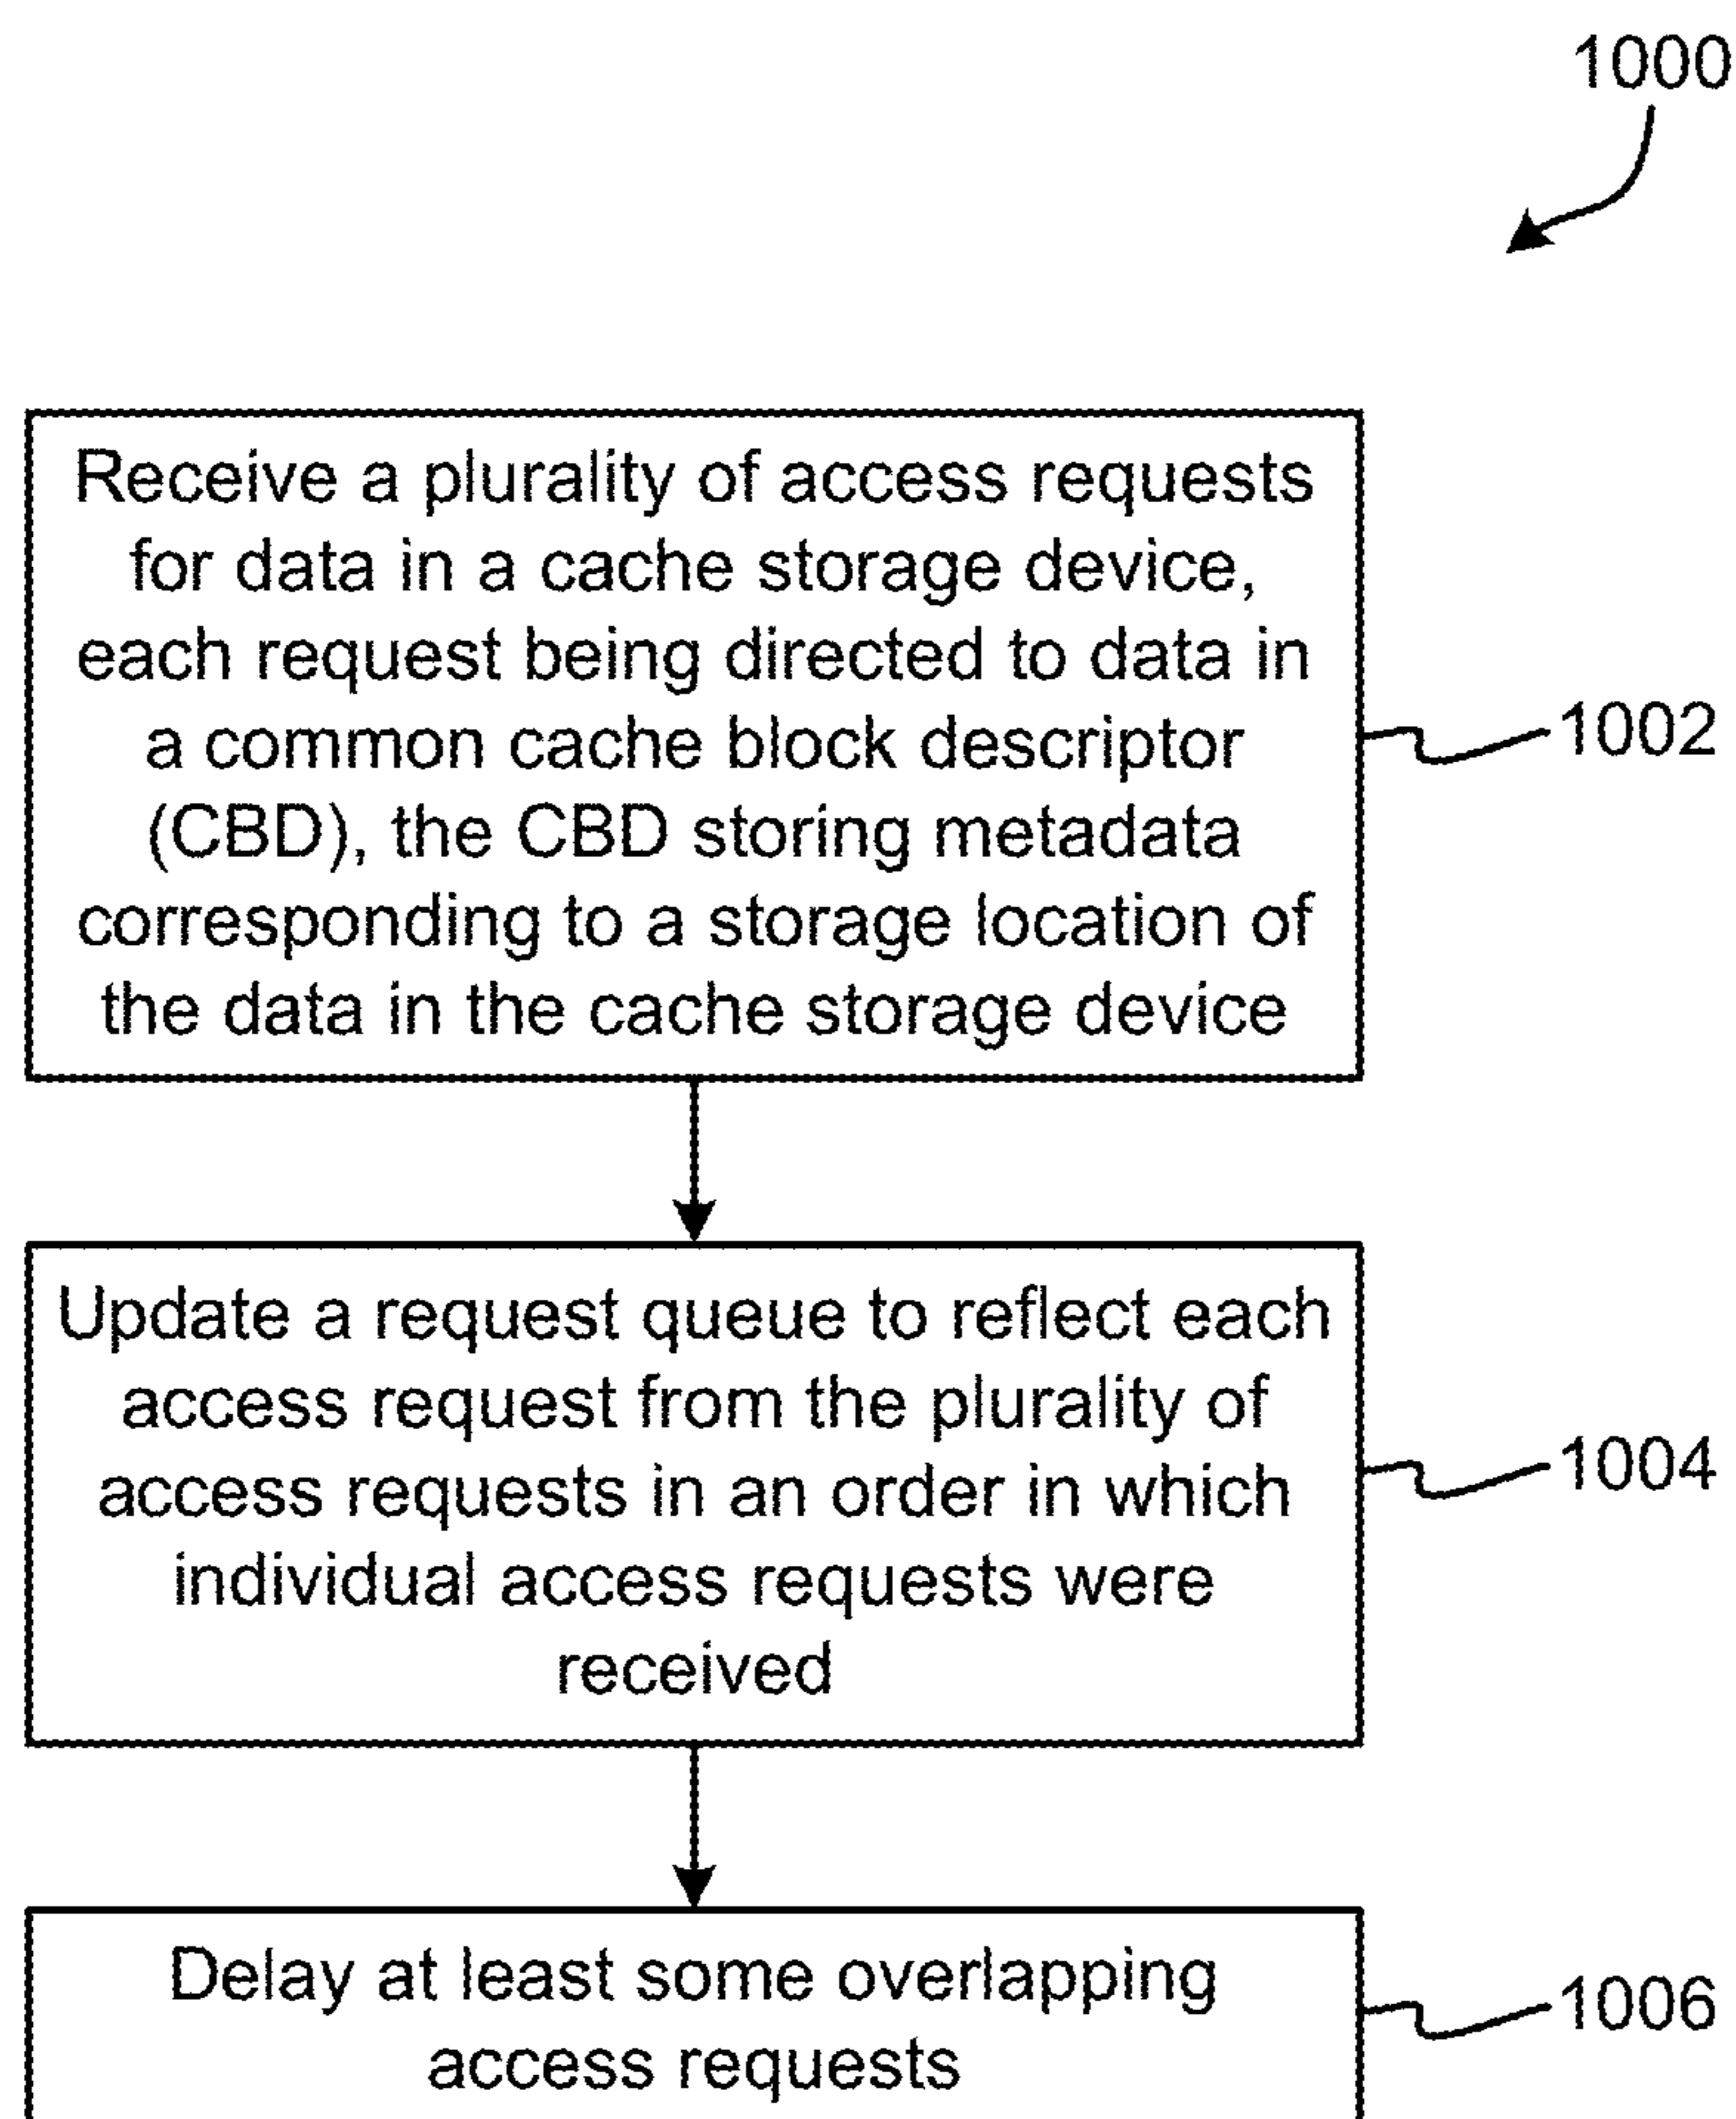 1000
Receive a plurality of access requests
for data in a cache storage device,
each request being directed to data in
a common cache block descriptor
(CBD), the CBD storing metadata
corresponding to a storage location of
the data in the cache storage device
1002
Update a request queue to reflect each
access request from the plurality of
access requests in an order in which
individual access requests were
received
1004
Delay at least some overlapping
access requests
1006